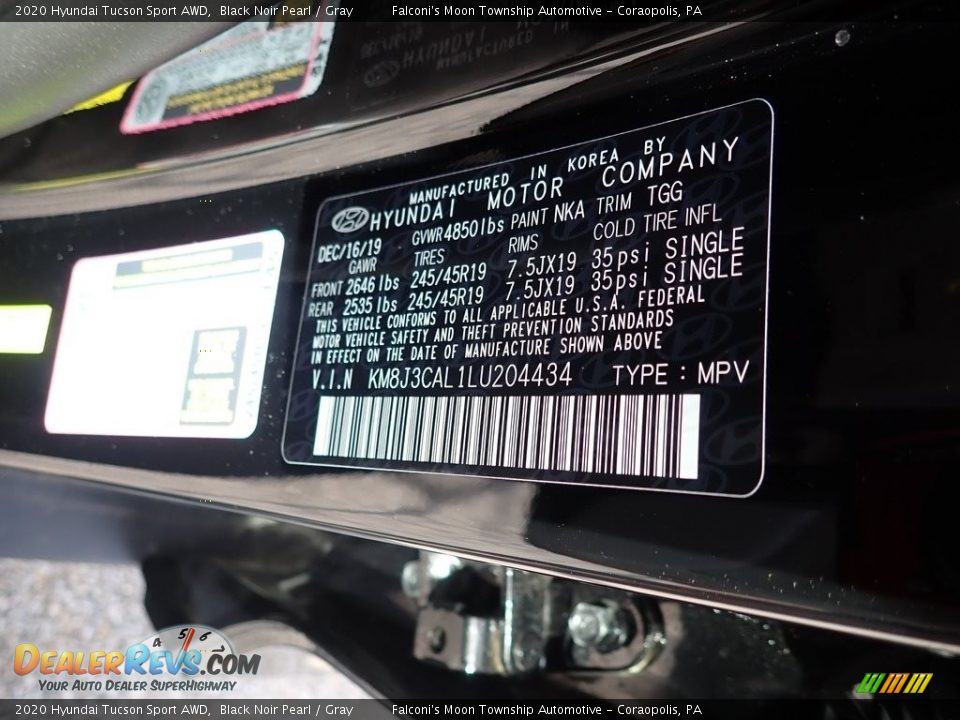 2020 Hyundai Tucson Sport AWD,  Black Noir Pearl / Gray        Falconi's Moon Township Automotive - Coraopolis, PA
MANUFACTURED IN KOREA BY
HYUNDAI MOTOR COMPANY
DEC/16/19 GVWR 4850 lbs PAINT NKA TRIM TGG
GAWR TIRES RIMS COLD TIRE INFL
FRONT 2646 lbs 245/45R19 7.5JX19 35psi SINGLE
REAR 2535 lbs 245/45R19 7.5JX19 35psi SINGLE
THIS VEHICLE CONFORMS TO ALL APPLICABLE U.S.A. FEDERAL
MOTOR VEHICLE SAFETY AND THEFT PREVENTION STANDARDS
IN EFFECT ON THE DATE OF MANUFACTURE SHOWN ABOVE
V.I.N KM8J3CAL1LU204434 TYPE : MPV
4 5 6
DEALERREVS.COM
YOUR AUTO DEALER SUPERHIGHWAY
2020 Hyundai Tucson Sport AWD,  Black Noir Pearl / Gray        Falconi's Moon Township Automotive - Coraopolis, PA